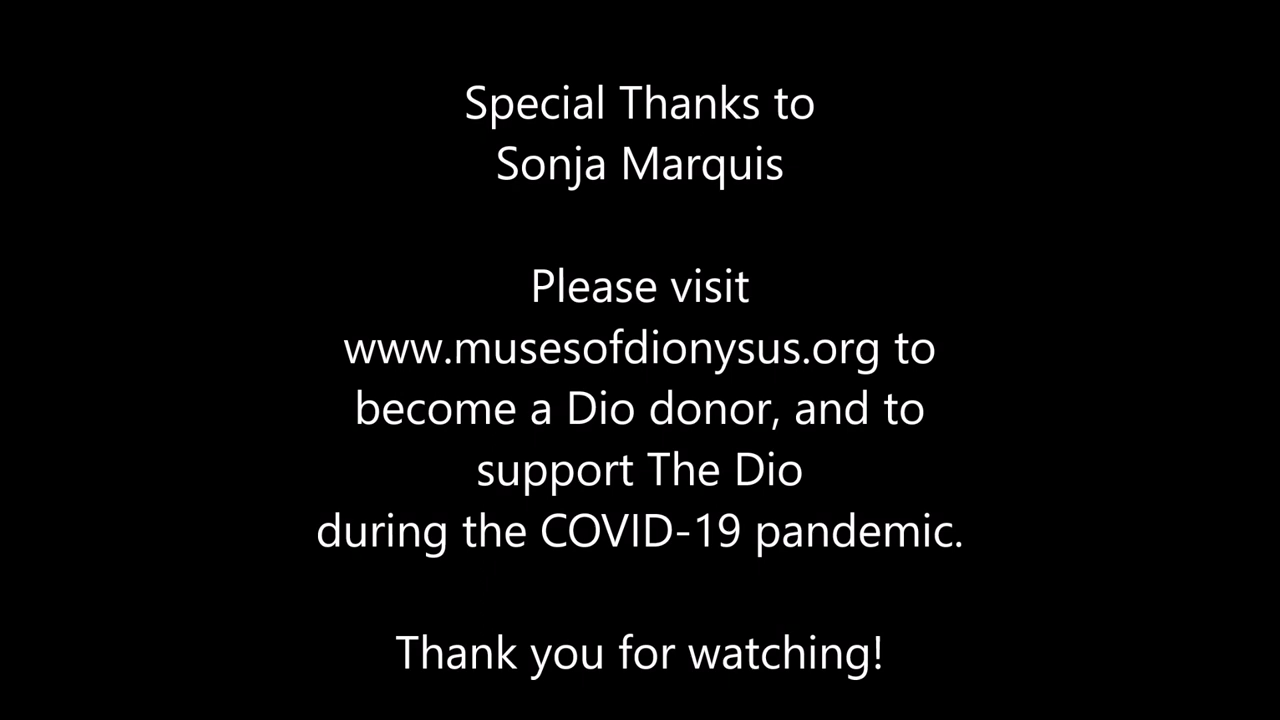 Special Thanks to
Sonja Marquis
Please visit
www.musesofdionysus.org to
become a Dio donor, and to
support The Dio
during the COVID-19 pandemic.
Thank you for watching!